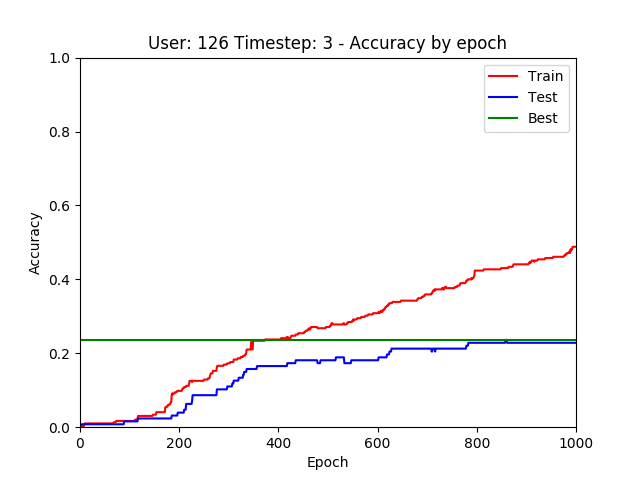 User: 126 Timestep: 3 - Accuracy by epoch
1.0
0.8
0.6
0.4
0.2
0.0
Accuracy
Train
Test
Best
0 200 400 600 800 1000
Epoch